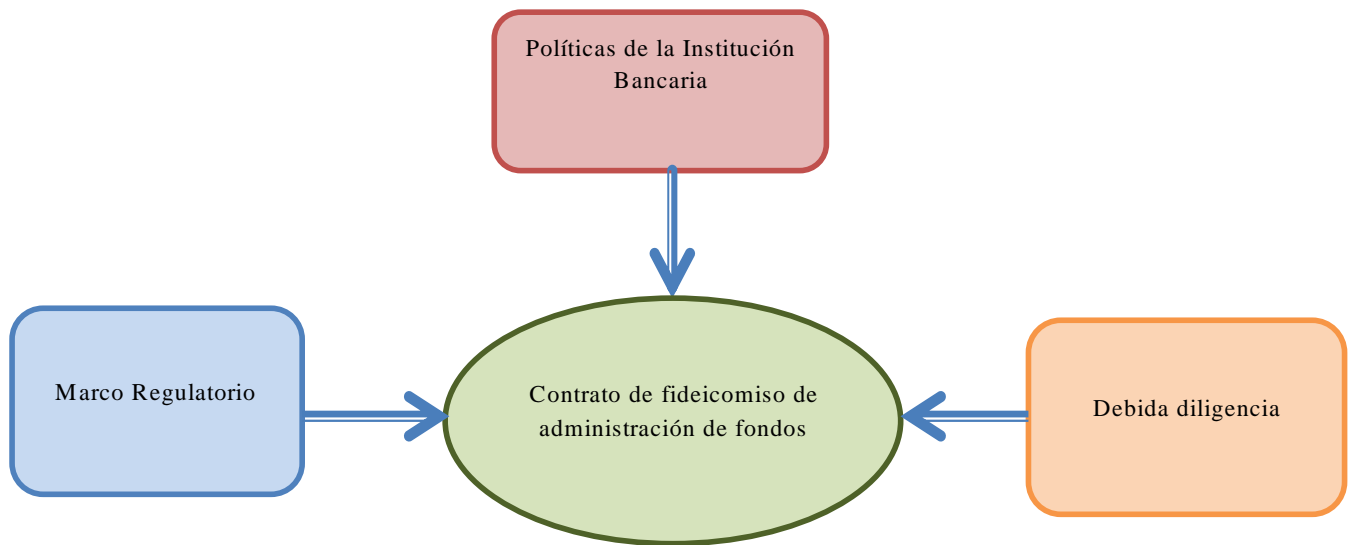 Políticas de la Institución
Bancaria
Marco Regulatorio
Contrato de fideicomiso de
administración de fondos
Debida diligencia